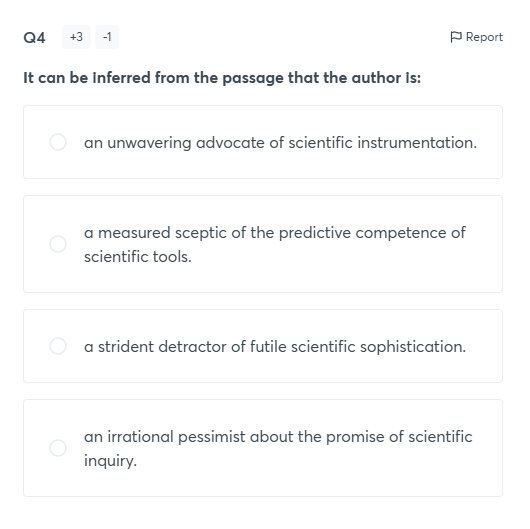 Q4 +3 -1 Report
It can be inferred from the passage that the author is:
an unwavering advocate of scientific instrumentation.
a measured sceptic of the predictive competence of
scientific tools.
a strident detractor of futile scientific sophistication.
an irrational pessimist about the promise of scientific
inquiry.